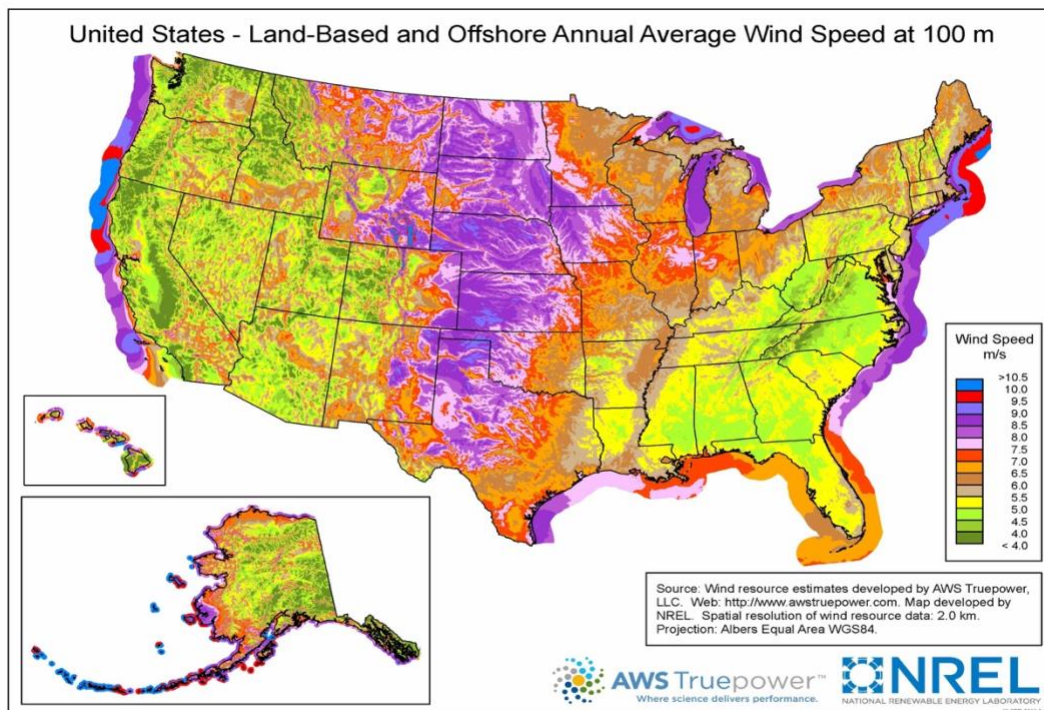 United States - Land-Based and Offshore Annual Average Wind Speed at 100 m
Wind Speed
m/s
>10.5
10.0
9.5
9.0
8.5
8.0
7.5
7.0
6.5
6.0
5.5
5.0
4.5
4.0
< 4.0
Source: Wind resource estimates developed by AWS Truepower,
LLC. Web: http://www.awstruepower.com. Map developed by
NREL. Spatial resolution of wind resource data: 2.0 km.
Projection: Albers Equal Area WGS84.
AWS Truepower™
Where science delivers performance.
NREL
NATIONAL RENEWABLE ENERGY LABORATORY